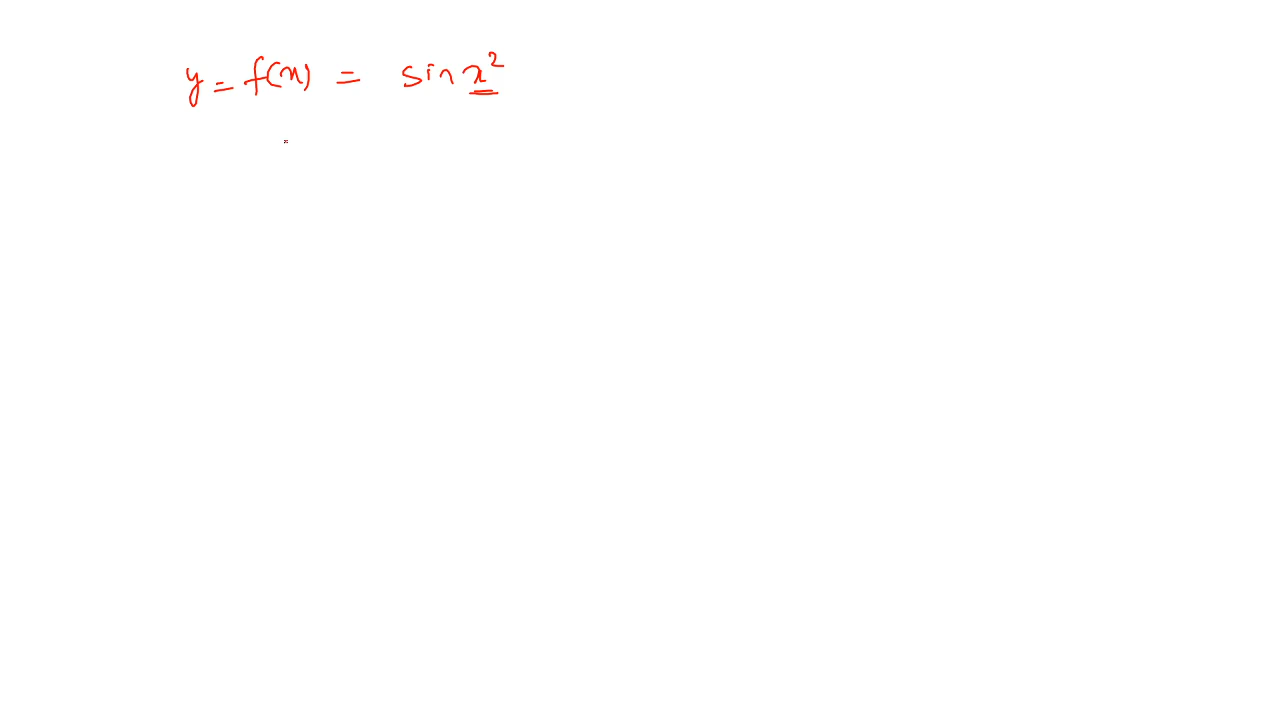 y = f(x) = sin x²